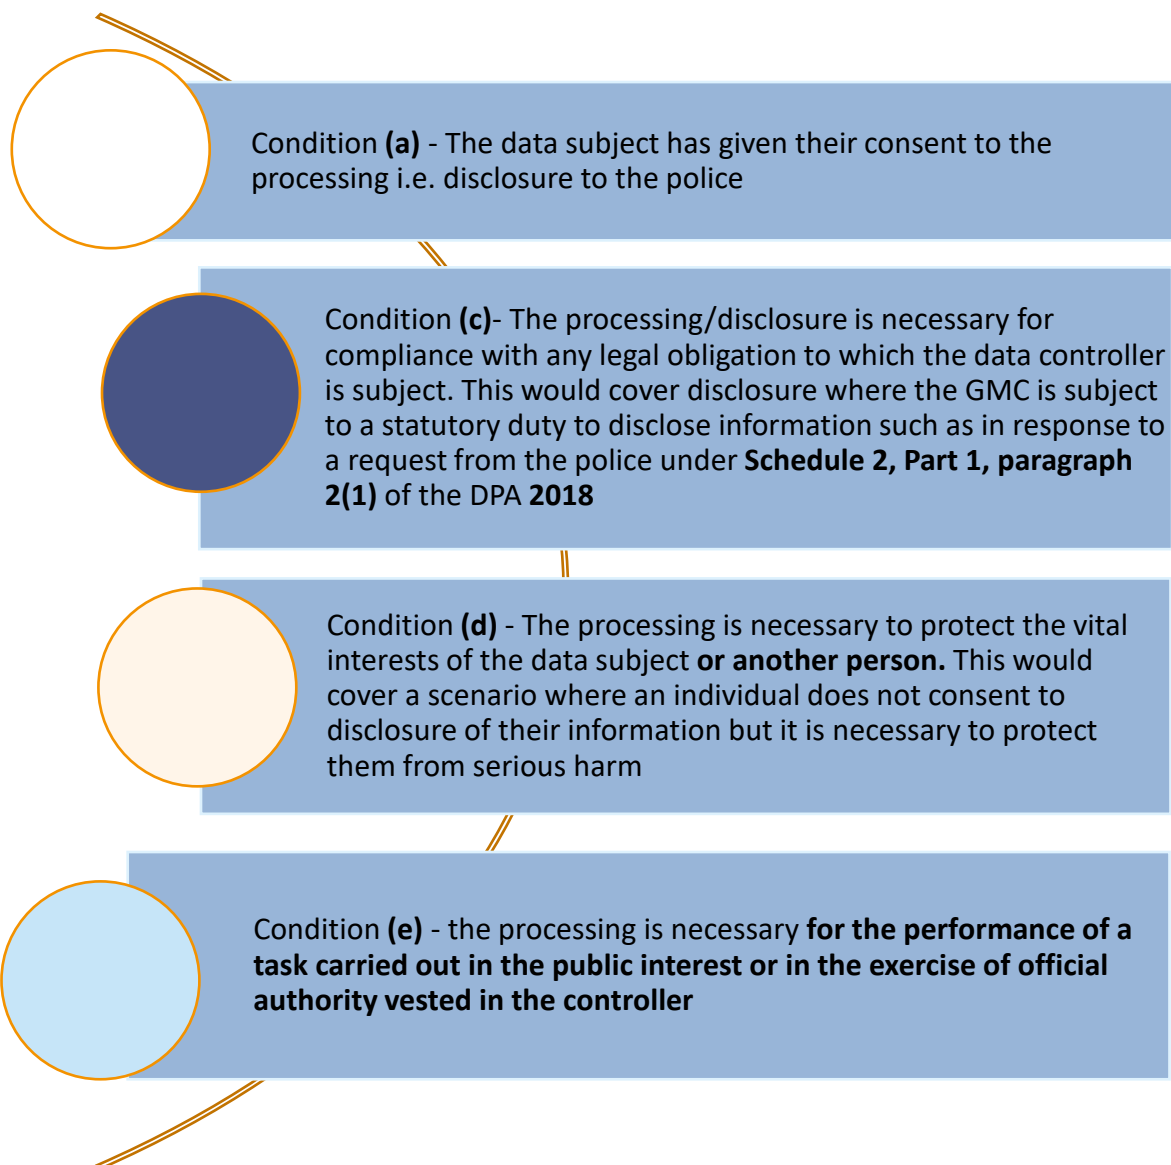 Condition (a) - The data subject has given their consent to the
processing i.e. disclosure to the police
Condition (c)- The processing/disclosure is necessary for
compliance with any legal obligation to which the data controller
is subject. This would cover disclosure where the GMC is subject
to a statutory duty to disclose information such as in response to
a request from the police under Schedule 2, Part 1, paragraph
2(1) of the DPA 2018
Condition (d) - The processing is necessary to protect the vital
interests of the data subject or another person. This would
cover a scenario where an individual does not consent to
disclosure of their information but it is necessary to protect
them from serious harm
Condition (e) - the processing is necessary for the performance of a
task carried out in the public interest or in the exercise of official
authority vested in the controller